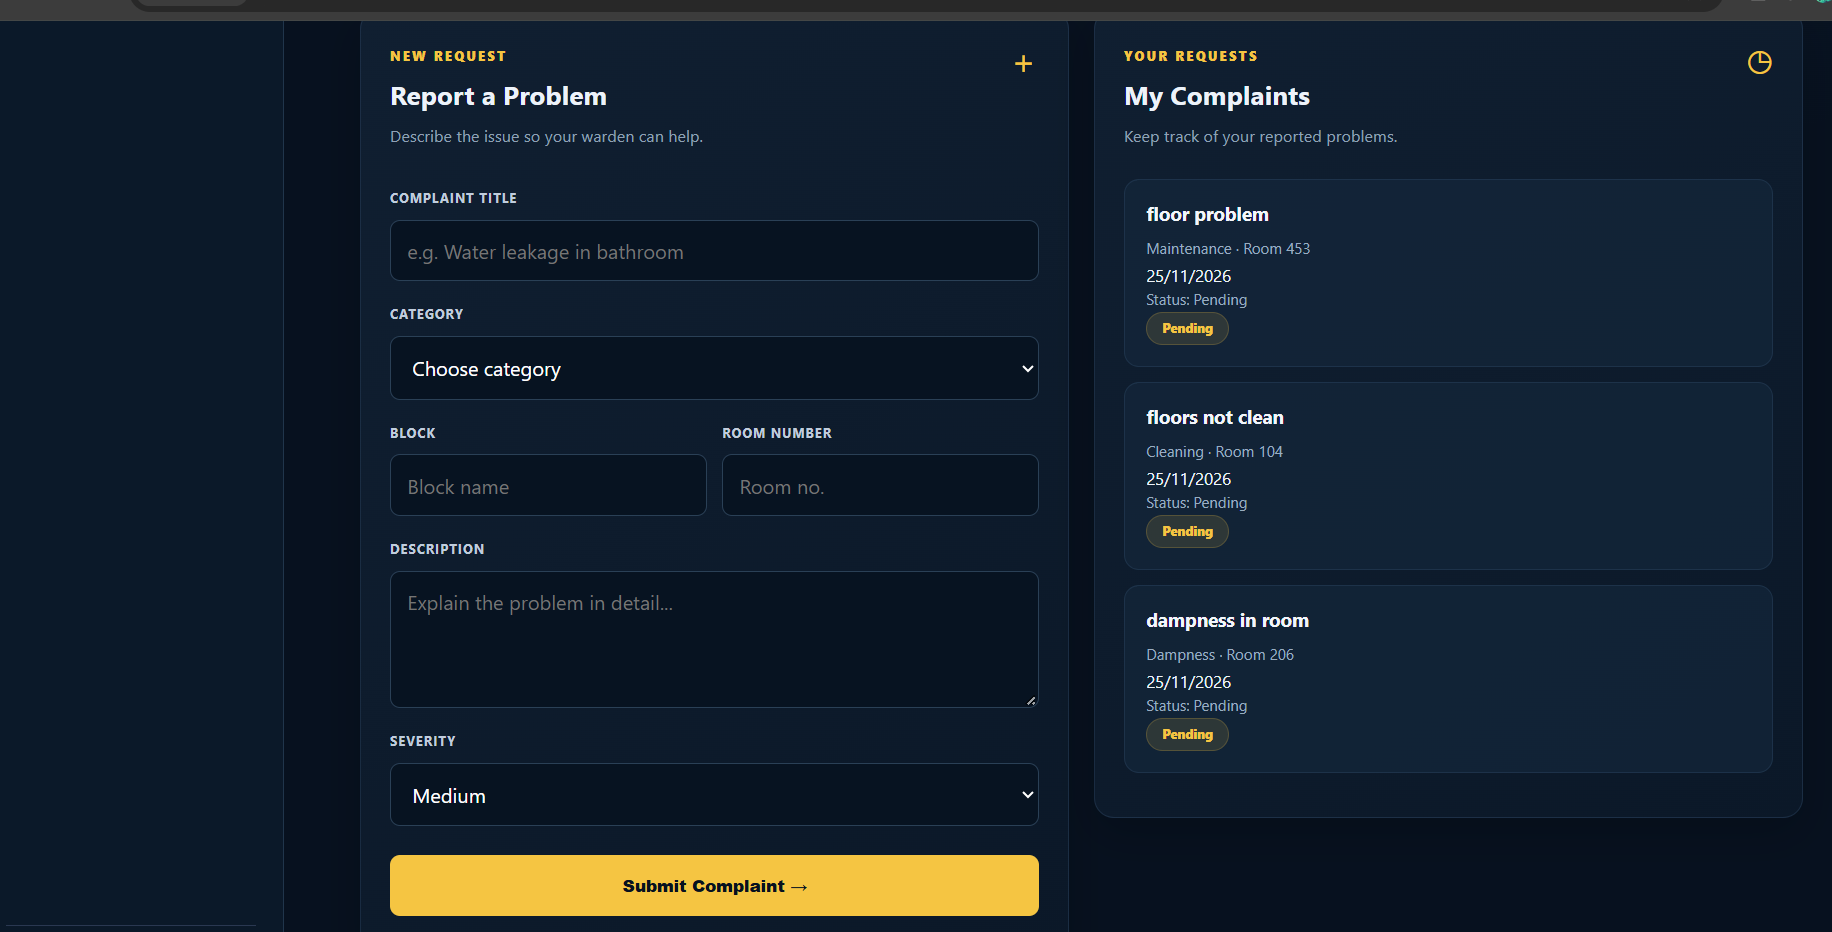 NEW REQUEST
+
Report a Problem
Describe the issue so your warden can help.
COMPLAINT TITLE
e.g. Water leakage in bathroom
CATEGORY
Choose category
BLOCK
ROOM NUMBER
Block name
Room no.
DESCRIPTION
Explain the problem in detail...
SEVERITY
Medium
Submit Complaint →
YOUR REQUESTS
My Complaints
Keep track of your reported problems.
floor problem
Maintenance · Room 453
25/11/2026
Status: Pending
Pending
floors not clean
Cleaning · Room 104
25/11/2026
Status: Pending
Pending
dampness in room
Dampness · Room 206
25/11/2026
Status: Pending
Pending